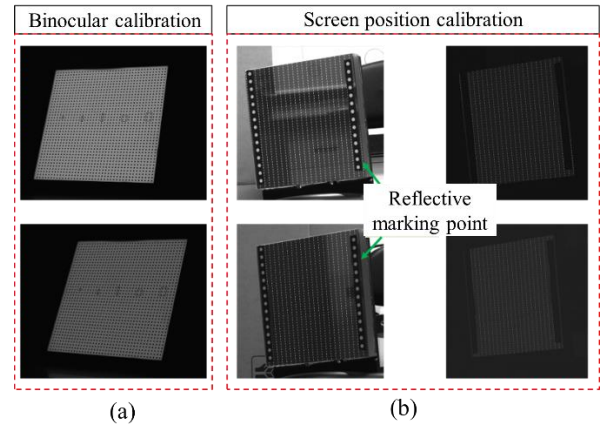 Binocular calibration
Screen position calibration
Reflective
marking point
(a)
(b)